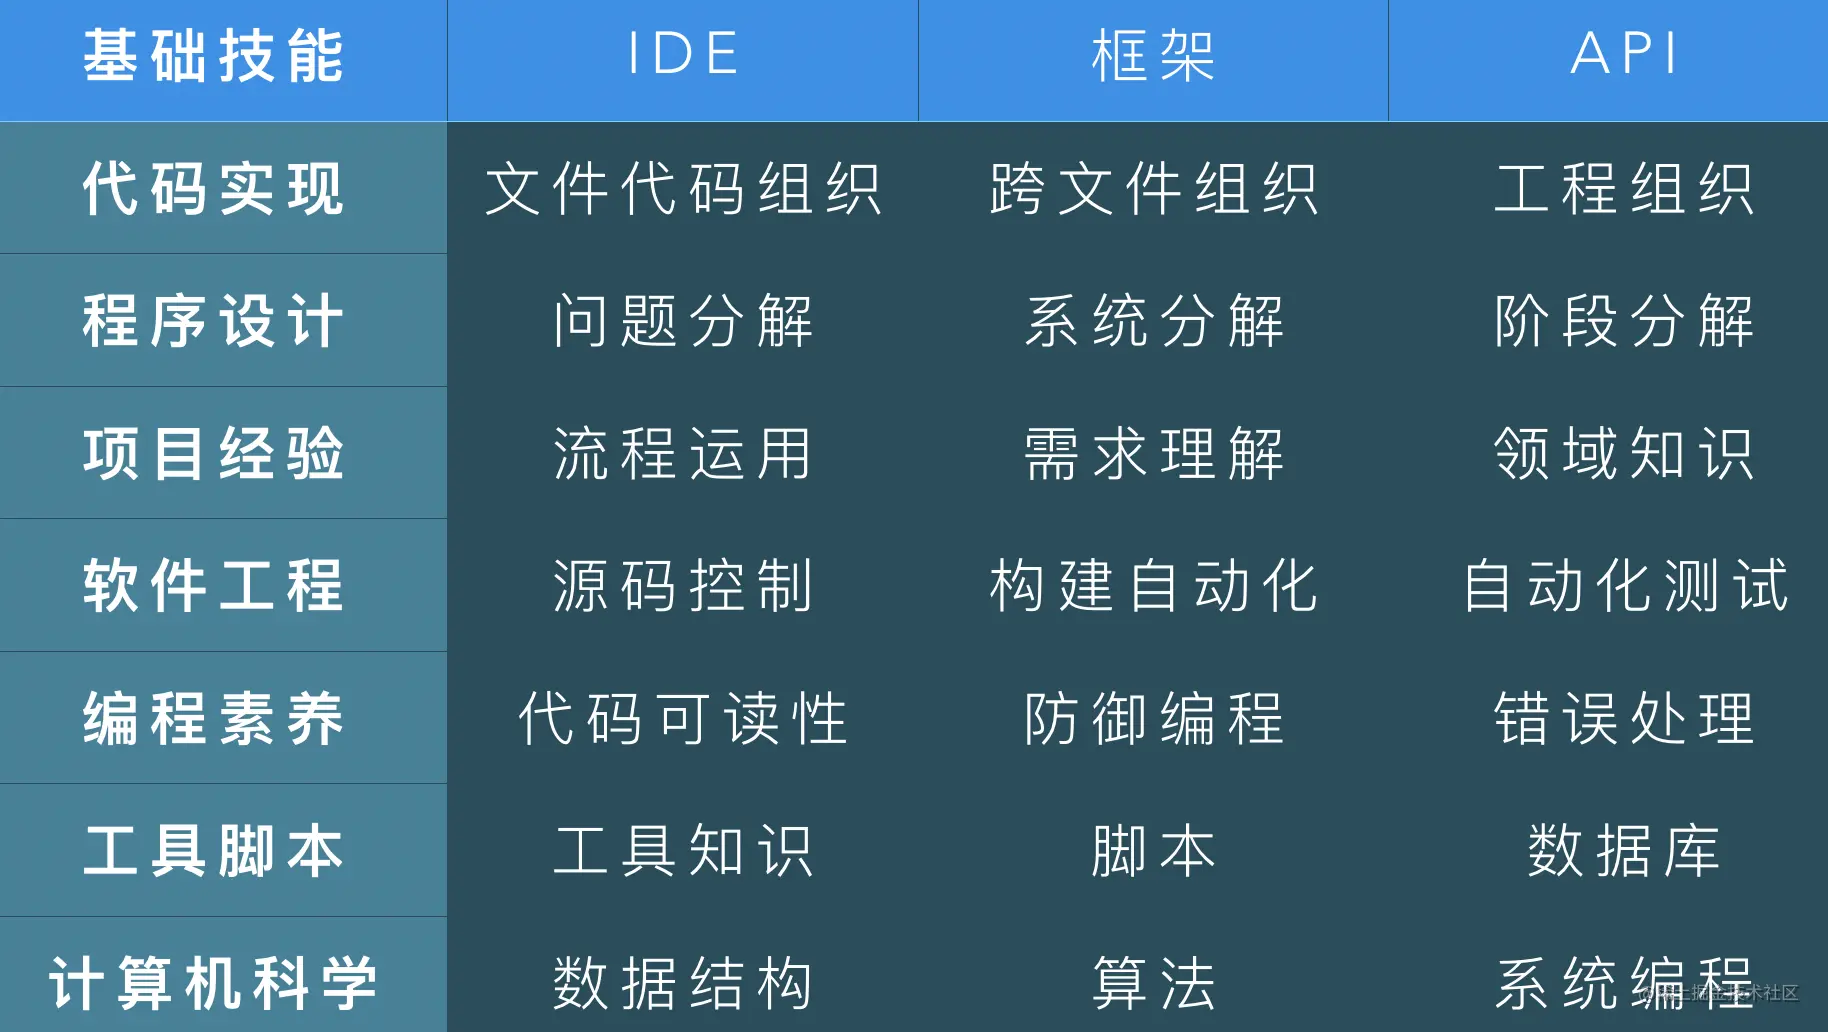 基础技能 IDE 框架 API
代码实现 文件代码组织 跨文件组织 工程组织
程序设计 问题分解 系统分解 阶段分解
项目经验 流程运用 需求理解 领域知识
软件工程 源码控制 构建自动化 自动化测试
编程素养 代码可读性 防御编程 错误处理
工具脚本 工具知识 脚本 数据库
计算机科学 数据结构 算法 系统编程
@稀土掘金技术社区